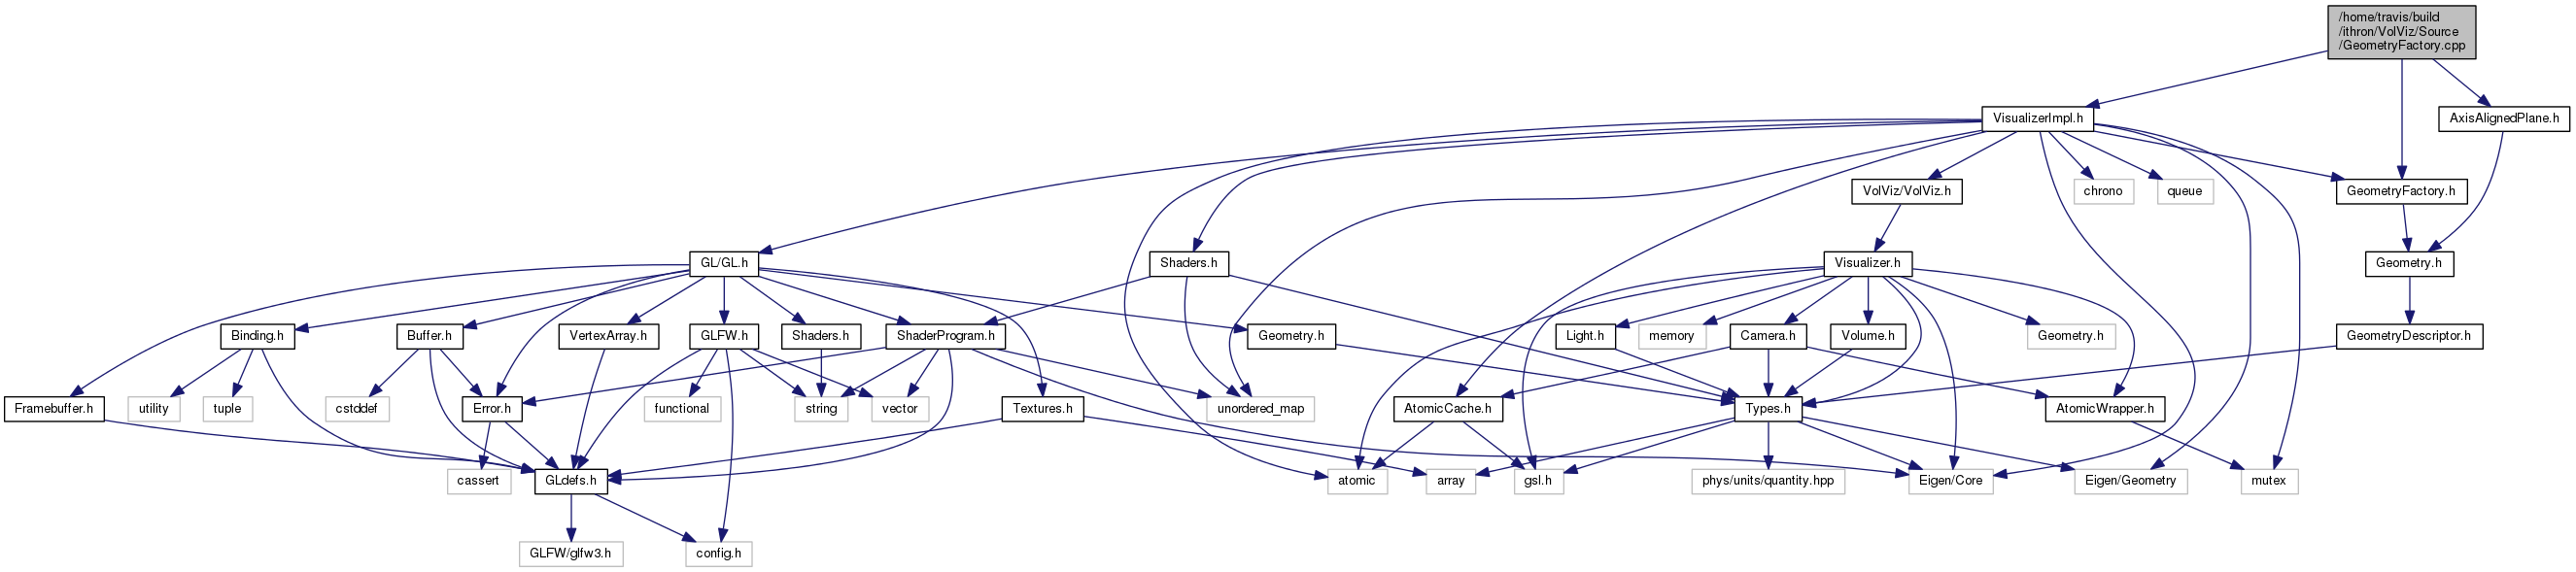 /home/travis/build
/ithron/VolViz/Source
/GeometryFactory.cpp
VisualizerImpl.h
AxisAlignedPlane.h
VolViz/VolViz.h
chrono
queue
GeometryFactory.h
GL/GL.h
Shaders.h
Visualizer.h
Geometry.h
Binding.h
Buffer.h
VertexArray.h
GLFW.h
Shaders.h
ShaderProgram.h
Geometry.h
Light.h
memory
Camera.h
Volume.h
Geometry.h
GeometryDescriptor.h
Framebuffer.h
utility
tuple
cstddef
Error.h
functional
string
vector
Textures.h
unordered_map
AtomicCache.h
Types.h
AtomicWrapper.h
cassert
GLdefs.h
atomic
array
gsl.h
phys/units/quantity.hpp
Eigen/Core
Eigen/Geometry
mutex
GLFW/glfw3.h
config.h